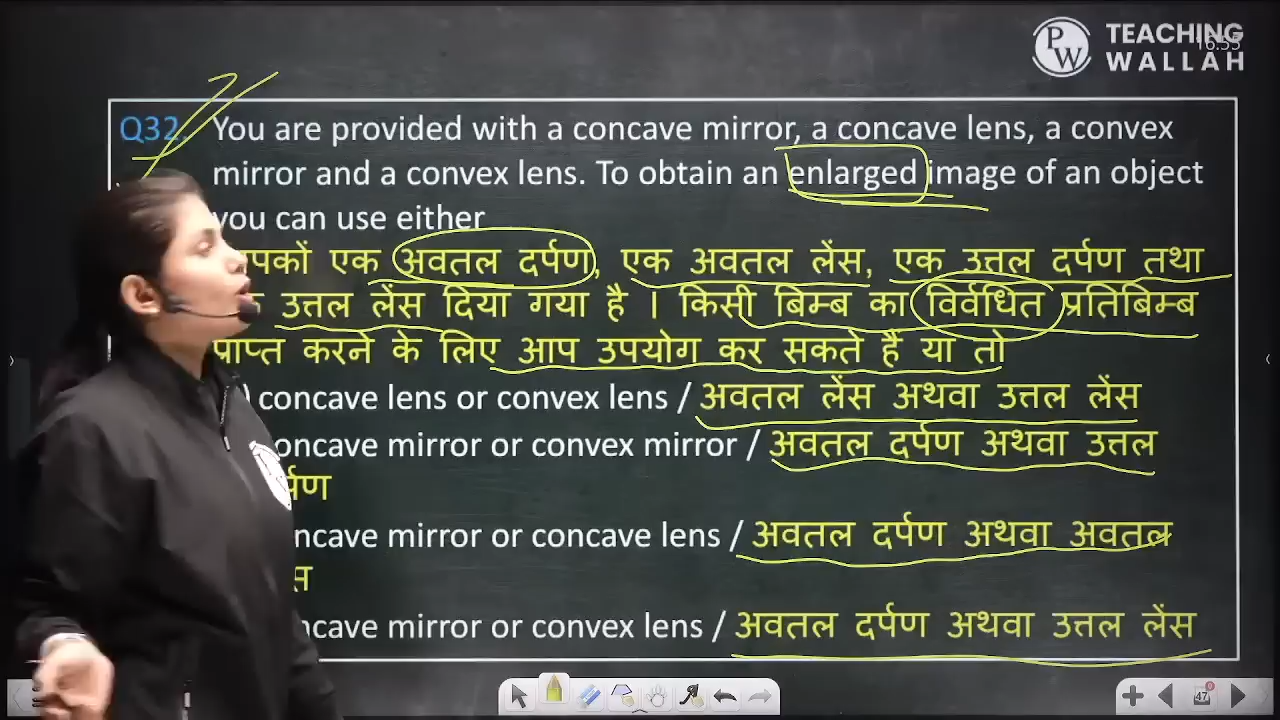 TEACHING
16:55
WALLAH
PW
Q32. You are provided with a concave mirror, a concave lens, a convex
mirror and a convex lens. To obtain an enlarged image of an object
you can use either
पकों एक अवतल दर्पण, एक अवतल लेंस, एक उत्तल दर्पण तथा
उत्तल लेंस दिया गया है । किसी बिम्ब का विर्वधित प्रतिबिम्ब
प्राप्त करने के लिए आप उपयोग कर सकते हैं या तो
) concave lens or convex lens / अवतल लेंस अथवा उत्तल लेंस
oncave mirror or convex mirror / अवतल दर्पण अथवा उत्तल
र्पण
ncave mirror or concave lens / अवतल दर्पण अथवा अवतल
स
ncave mirror or convex lens / अवतल दर्पण अथवा उत्तल लेंस
47